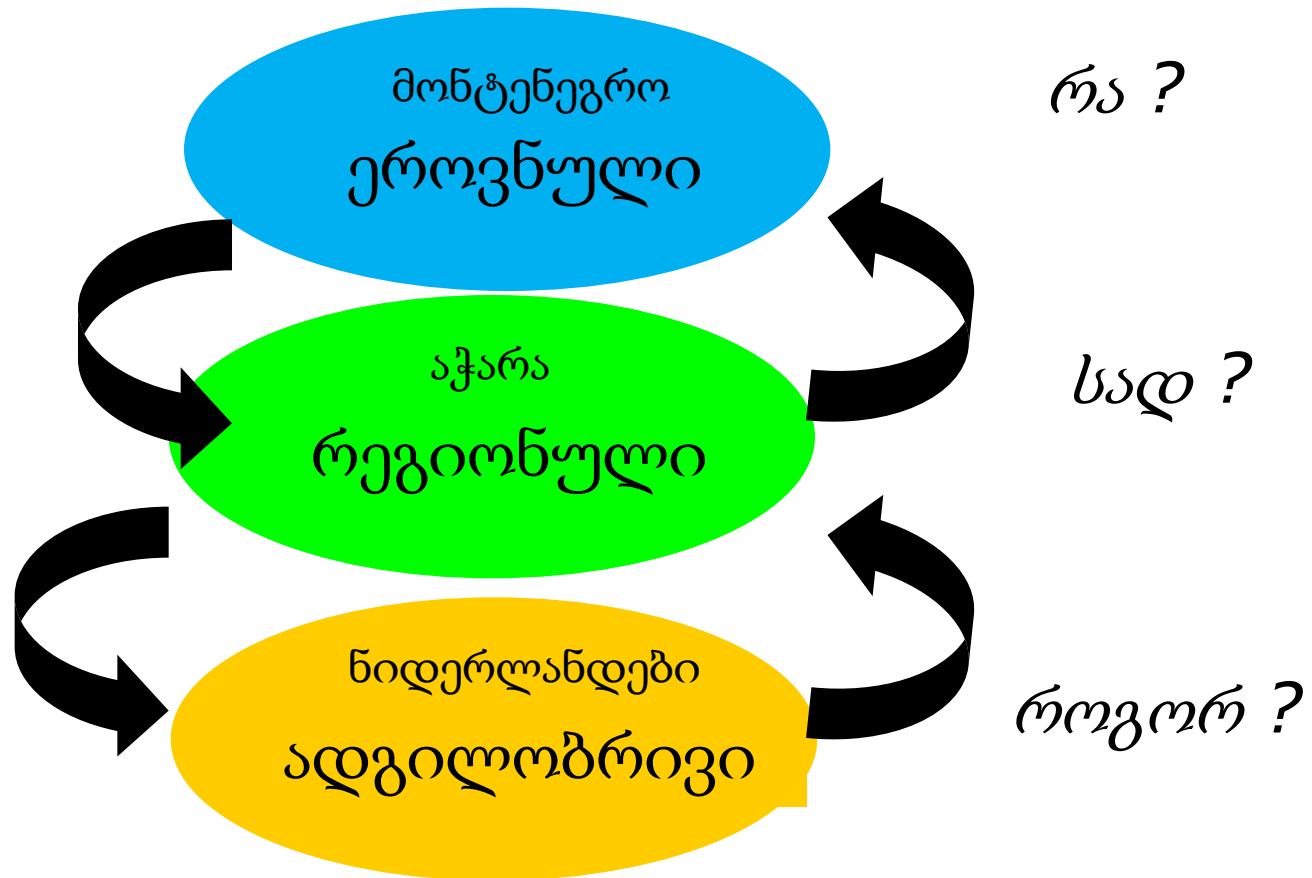 მონტენეგრო
ეროვნული
რა ?
აჭარა
რეგიონული
სად ?
ნიდერლანდები
ადგილობრივი
როგორ ?